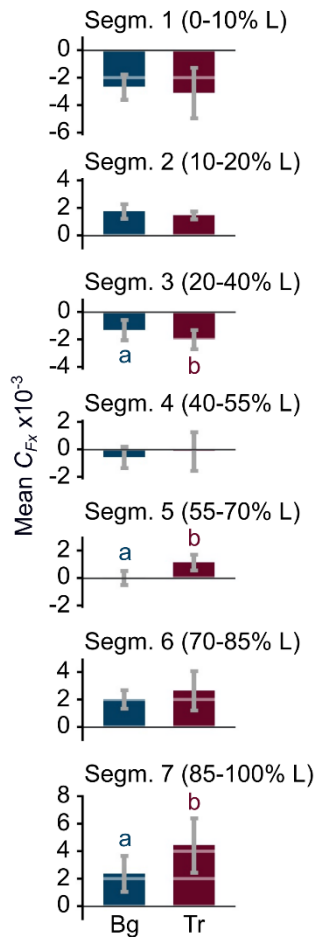 Segm. 1 (0-10% L)
0
-2
-4
-6
Segm. 2 (10-20% L)
4
2
0
Segm. 3 (20-40% L)
0
-2
-4
a
b
Segm. 4 (40-55% L)
2
0
-2
Mean C_Fx x10^-3
Segm. 5 (55-70% L)
2
0
-2
a
b
Segm. 6 (70-85% L)
4
2
0
Segm. 7 (85-100% L)
8
6
4
2
0
a
b
Bg Tr